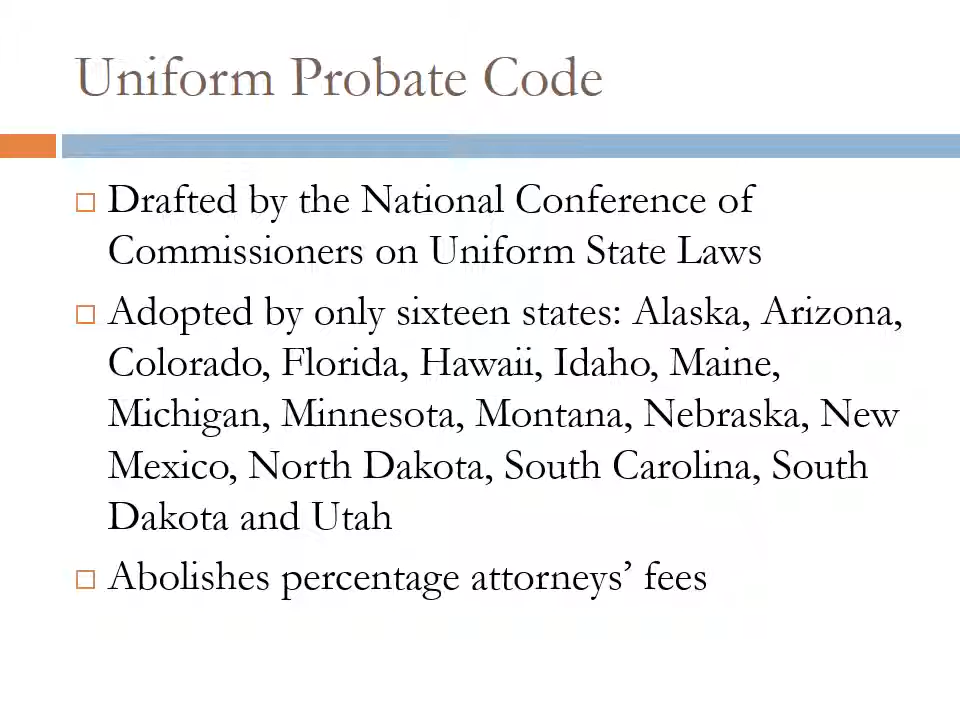 Uniform Probate Code
Drafted by the National Conference of
Commissioners on Uniform State Laws
Adopted by only sixteen states: Alaska, Arizona,
Colorado, Florida, Hawaii, Idaho, Maine,
Michigan, Minnesota, Montana, Nebraska, New
Mexico, North Dakota, South Carolina, South
Dakota and Utah
Abolishes percentage attorneys’ fees